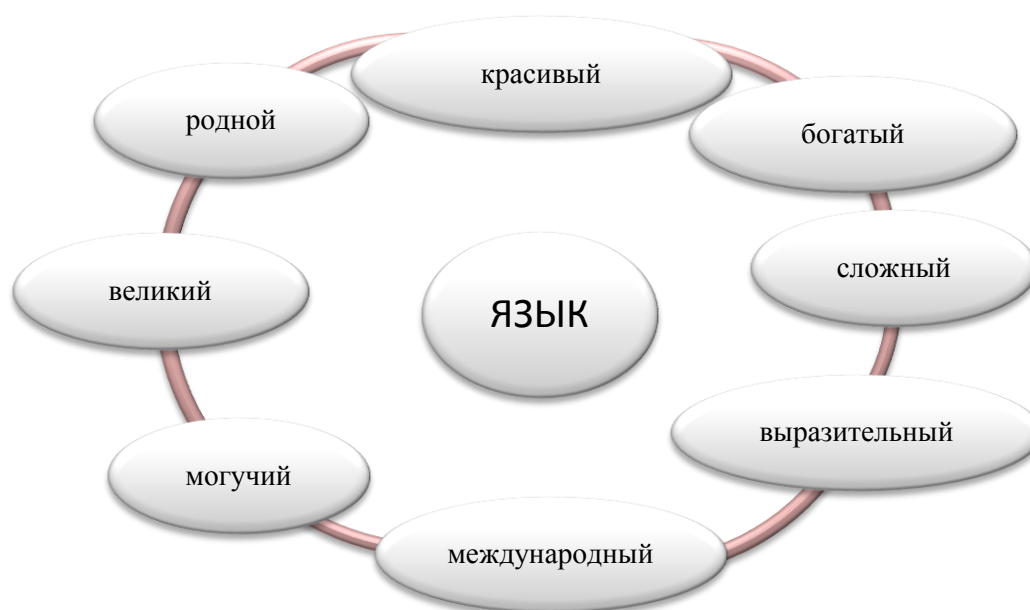 красивый
родной
богатый
сложный
великий
ЯЗЫК
выразительный
могучий
международный